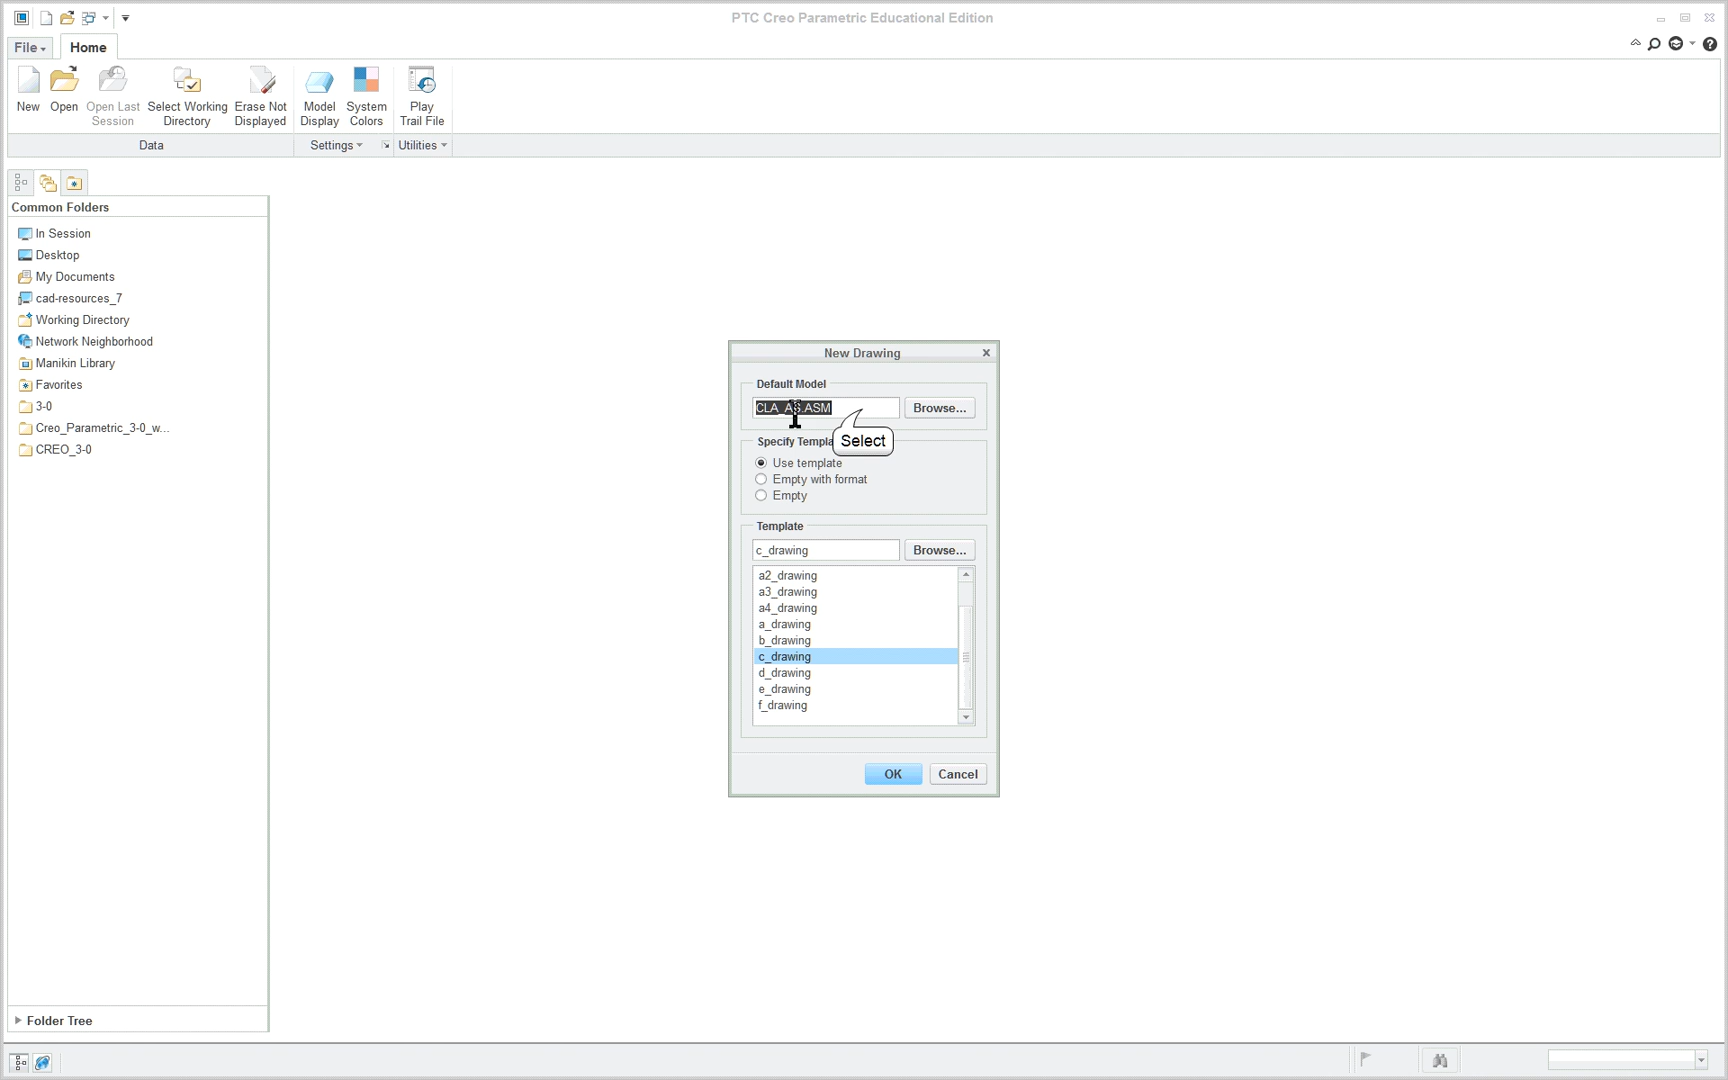 PTC Creo Parametric Educational Edition
File
Home
New
Open
Open Last
Session
Select Working
Directory
Erase Not
Displayed
Model
Display
System
Colors
Play
Trail File
Data
Settings
Utilities
Common Folders
In Session
Desktop
My Documents
cad-resources_7
Working Directory
Network Neighborhood
Manikin Library
Favorites
3-0
Creo_Parametric_3-0_w...
CREO_3-0
Folder Tree
New Drawing
Default Model
CLA_AS.ASM
Browse...
Select
Specify Templa
Use template
Empty with format
Empty
Template
c_drawing
Browse...
a2_drawing
a3_drawing
a4_drawing
a_drawing
b_drawing
c_drawing
d_drawing
e_drawing
f_drawing
OK
Cancel